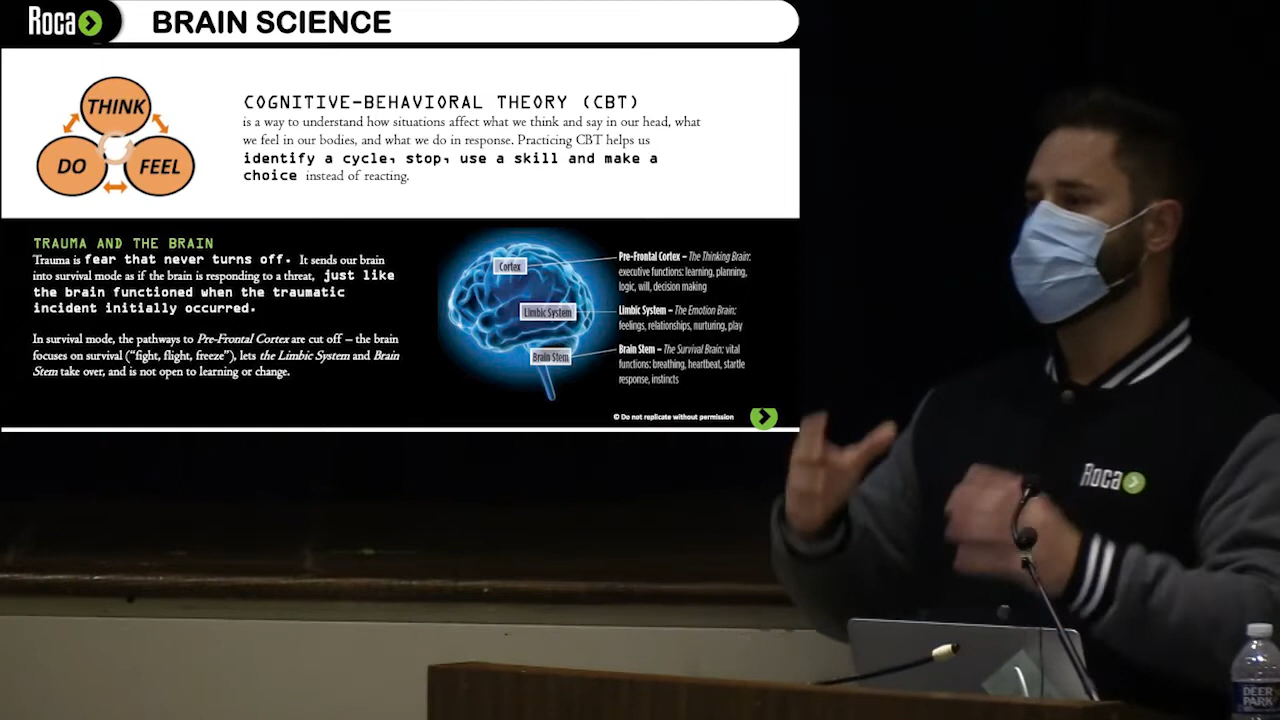 Roca
BRAIN SCIENCE
THINK
DO
FEEL
COGNITIVE-BEHAVIORAL THEORY (CBT)
is a way to understand how situations affect what we think and say in our head, what
we feel in our bodies, and what we do in response. Practicing CBT helps us
identify a cycle, stop, use a skill and make a
choice instead of reacting.
TRAUMA AND THE BRAIN
Trauma is fear that never turns off. It sends our brain
into survival mode as if the brain is responding to a threat, just like
the brain functioned when the traumatic
incident initially occurred.
In survival mode, the pathways to Pre-Frontal Cortex are cut off – the brain
focuses on survival ("fight, flight, freeze"), lets the Limbic System and Brain
Stem take over, and is not open to learning or change.
Cortex
Limbic System
Brain Stem
Pre-Frontal Cortex – The Thinking Brain:
executive functions: learning, planning,
logic, will, decision making
Limbic System – The Emotion Brain:
feelings, relationships, nurturing, play
Brain Stem – The Survival Brain: vital
functions: breathing, heartbeat, startle
response, instincts
© Do not replicate without permission
Roca
DEER
PARK